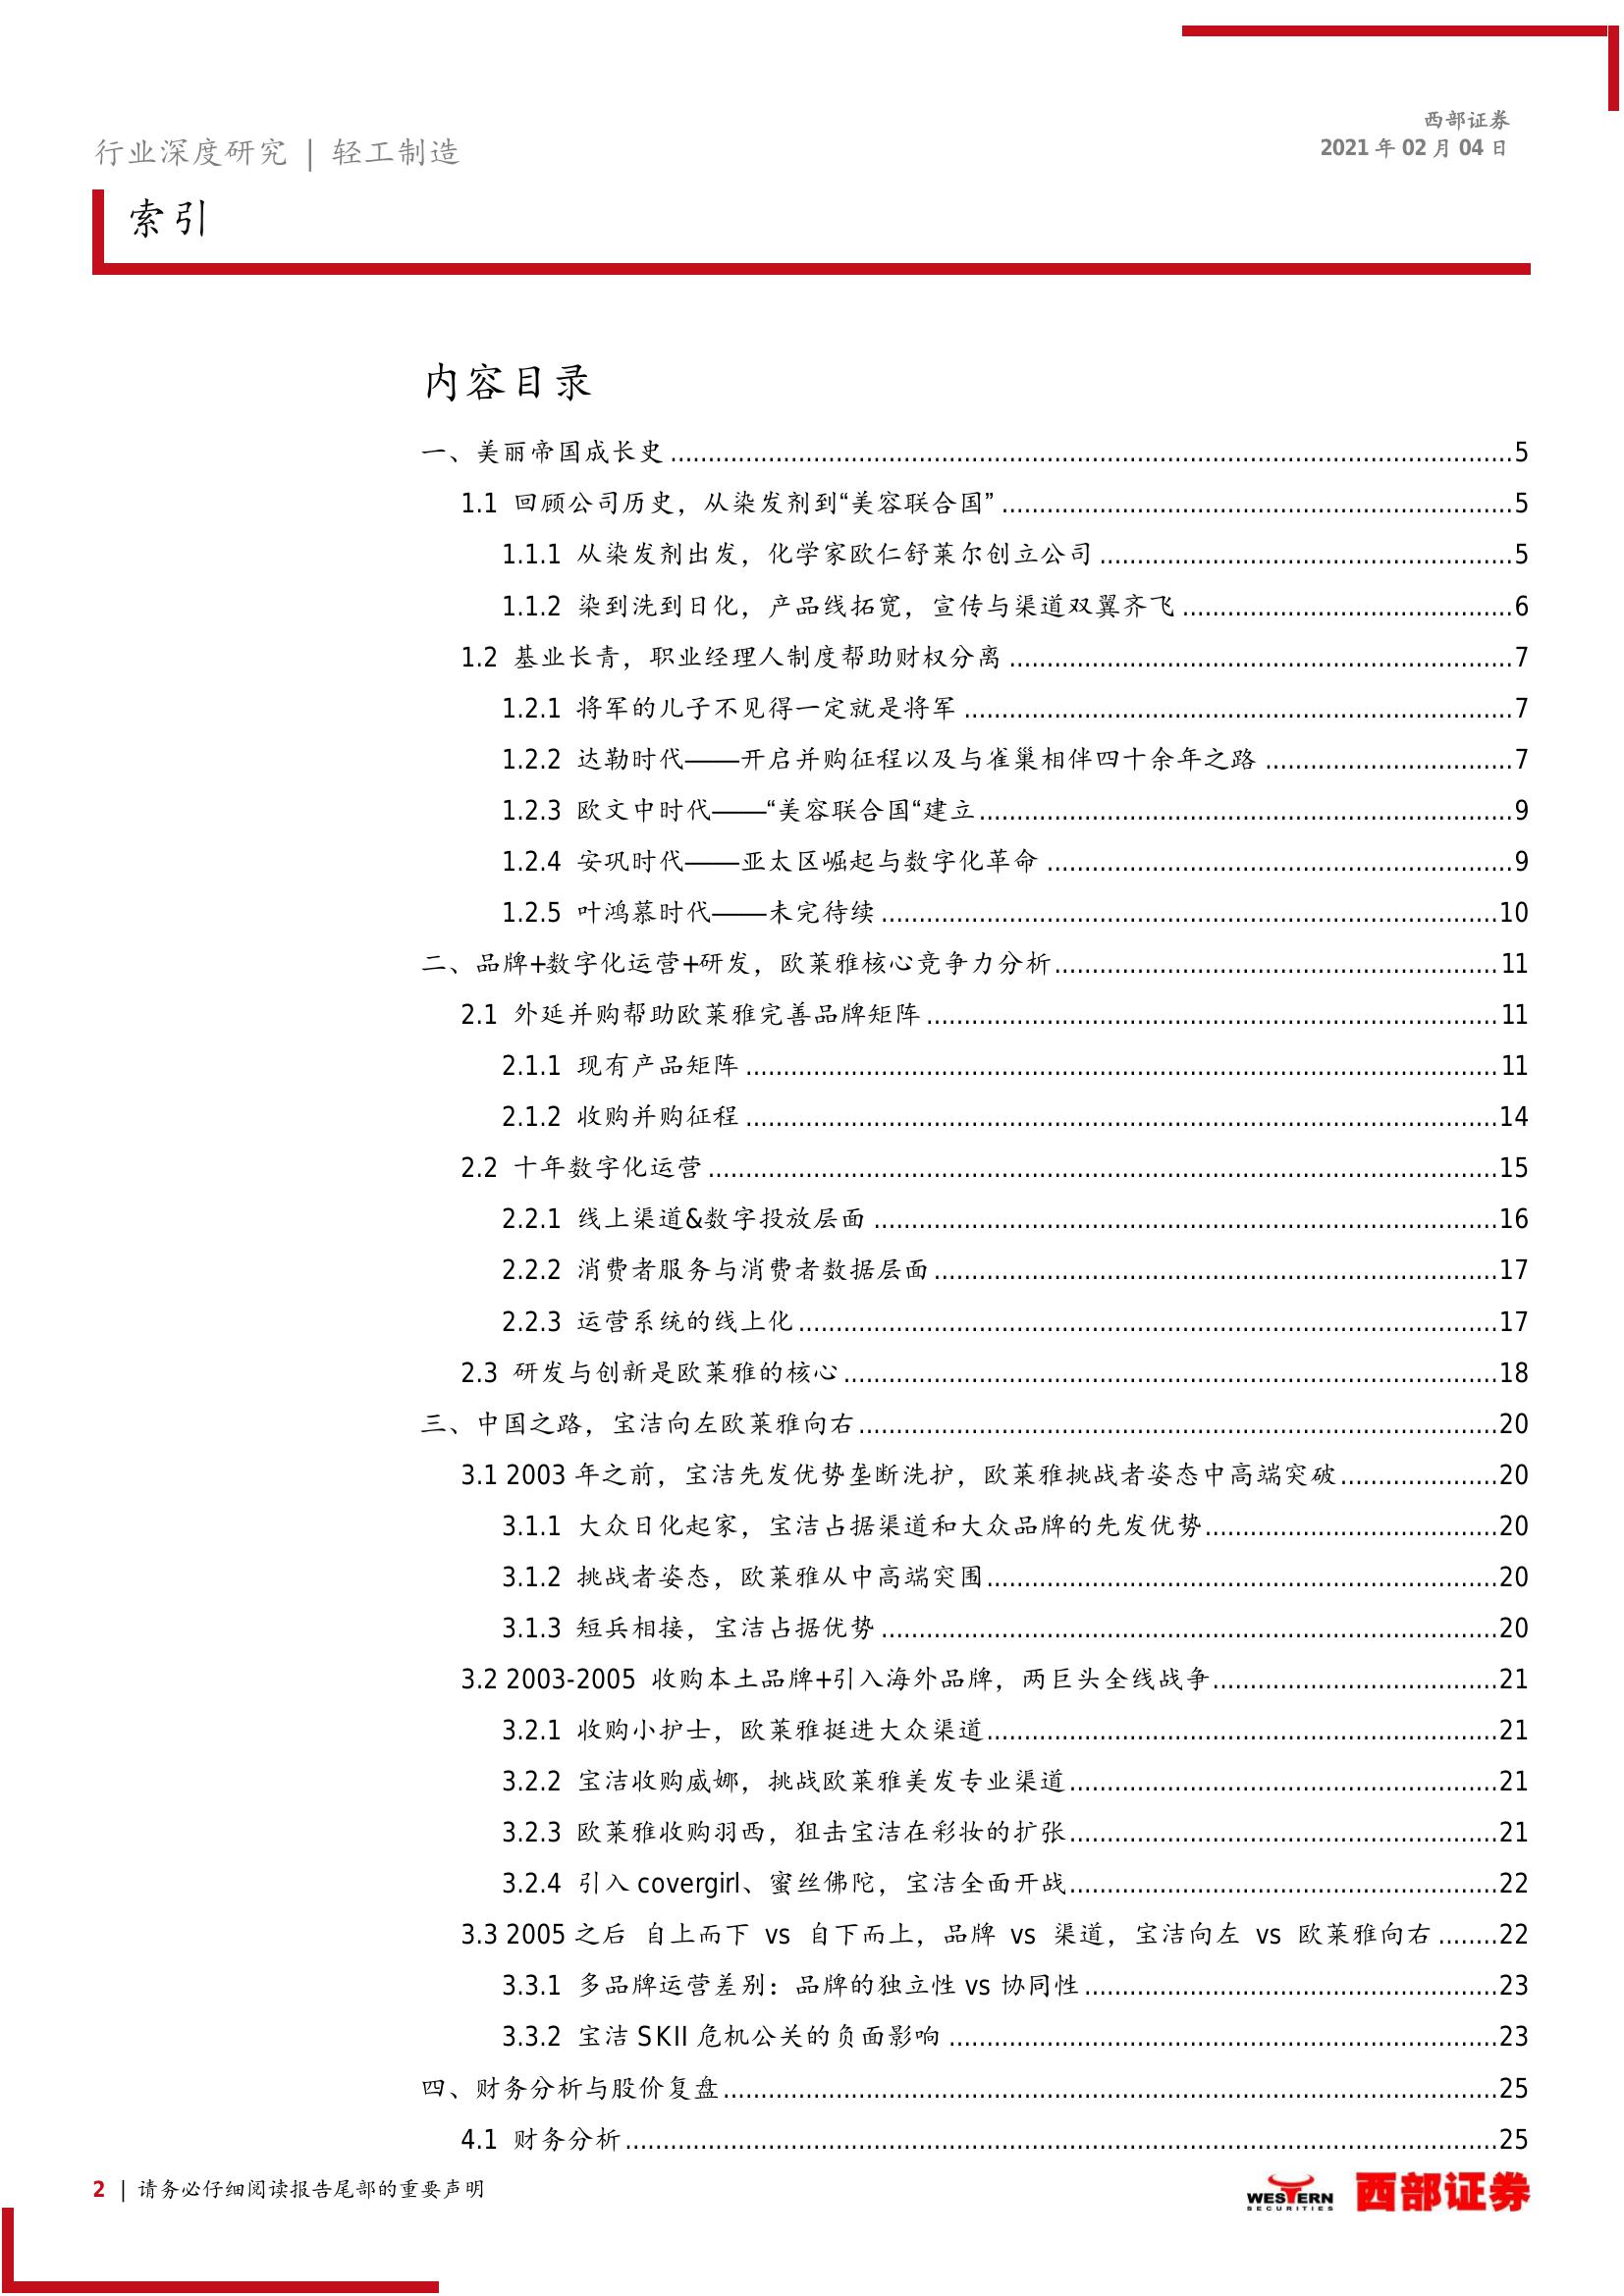 西部证券
行业深度研究 | 轻工制造
2021 年 02 月 04 日
索引
内容目录
一、美丽帝国成长史 5
1.1 回顾公司历史，从染发剂到“美容联合国” 5
1.1.1 从染发剂出发，化学家欧仁舒莱尔创立公司 5
1.1.2 染到洗到日化，产品线拓宽，宣传与渠道双翼齐飞 6
1.2 基业长青，职业经理人制度帮助财权分离 7
1.2.1 将军的儿子不见得一定就是将军 7
1.2.2 达勒时代——开启并购征程以及与雀巢相伴四十余年之路 7
1.2.3 欧文中时代——“美容联合国“建立 9
1.2.4 安巩时代——亚太区崛起与数字化革命 9
1.2.5 叶鸿慕时代——未完待续 10
二、品牌+数字化运营+研发，欧莱雅核心竞争力分析 11
2.1 外延并购帮助欧莱雅完善品牌矩阵 11
2.1.1 现有产品矩阵 11
2.1.2 收购并购征程 14
2.2 十年数字化运营 15
2.2.1 线上渠道&数字投放层面 16
2.2.2 消费者服务与消费者数据层面 17
2.2.3 运营系统的线上化 17
2.3 研发与创新是欧莱雅的核心 18
三、中国之路，宝洁向左欧莱雅向右 20
3.1 2003 年之前，宝洁先发优势垄断洗护，欧莱雅挑战者姿态中高端突破 20
3.1.1 大众日化起家，宝洁占据渠道和大众品牌的先发优势 20
3.1.2 挑战者姿态，欧莱雅从中高端突围 20
3.1.3 短兵相接，宝洁占据优势 20
3.2 2003-2005 收购本土品牌+引入海外品牌，两巨头全线战争 21
3.2.1 收购小护士，欧莱雅挺进大众渠道 21
3.2.2 宝洁收购威娜，挑战欧莱雅美发专业渠道 21
3.2.3 欧莱雅收购羽西，狙击宝洁在彩妆的扩张 21
3.2.4 引入 covergirl、蜜丝佛陀，宝洁全面开战 22
3.3 2005 之后 自上而下 vs 自下而上，品牌 vs 渠道，宝洁向左 vs 欧莱雅向右 22
3.3.1 多品牌运营差别：品牌的独立性 vs 协同性 23
3.3.2 宝洁 SKII 危机公关的负面影响 23
四、财务分析与股价复盘 25
4.1 财务分析 25
2 | 请务必仔细阅读报告尾部的重要声明
WESTERN
SECURITIES
西部证券